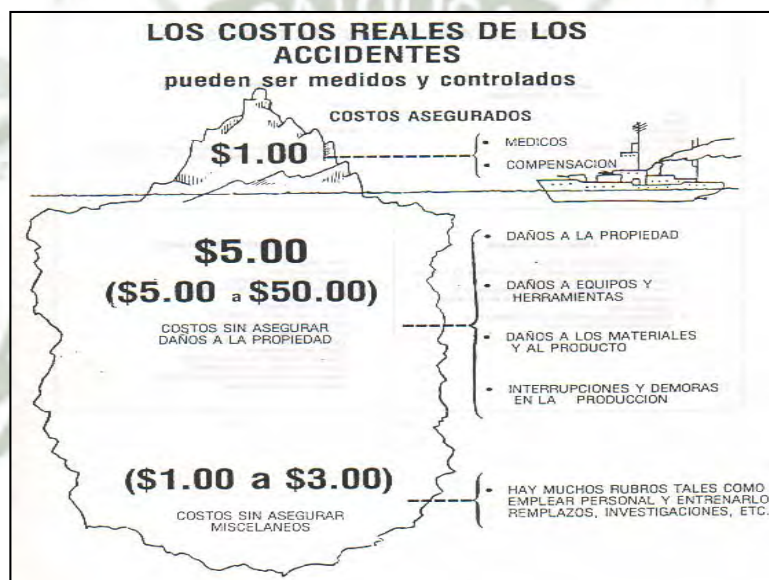 LOS COSTOS REALES DE LOS
ACCIDENTES
pueden ser medidos y controlados
COSTOS ASEGURADOS
$1.00
• MEDICOS
• COMPENSACION
$5.00
($5.00 a $50.00)
COSTOS SIN ASEGURAR
DAÑOS A LA PROPIEDAD
• DAÑOS A LA PROPIEDAD
• DAÑOS A EQUIPOS Y
HERRAMIENTAS
• DAÑOS A LOS MATERIALES
Y AL PRODUCTO
• INTERRUPCIONES Y DEMORAS
EN LA PRODUCCION
($1.00 a $3.00)
COSTOS SIN ASEGURAR
MISCELANEOS
• HAY MUCHOS RUBROS TALES COMO
EMPLEAR PERSONAL Y ENTRENARLO
REMPLAZOS, INVESTIGACIONES, ETC.